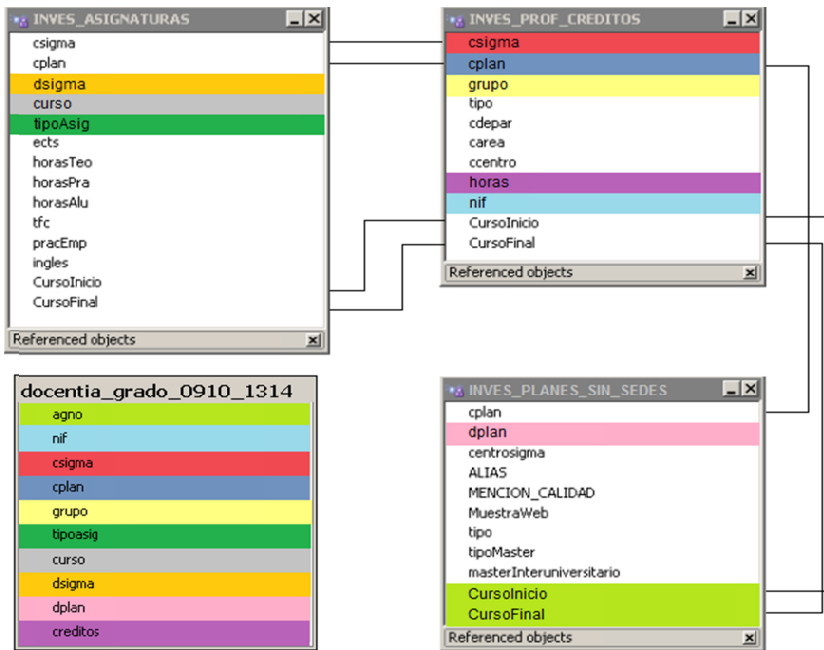 INVES_ASIGNATURAS
csigma
cplan
dsigma
curso
tipoAsig
ects
horasTeo
horasPra
horasAlu
tfc
pracEmp
ingles
CursoInicio
CursoFinal
Referenced objects
INVES_PROF_CREDITOS
csigma
cplan
grupo
tipo
cdepar
carea
ccentro
horas
nif
CursoInicio
CursoFinal
Referenced objects
docentia_grado_0910_1314
agno
nif
csigma
cplan
grupo
tipoasig
curso
dsigma
dplan
creditos
INVES_PLANES_SIN_SEDES
cplan
dplan
centrosigma
ALIAS
MENCION_CALIDAD
MuestraWeb
tipo
tipoMaster
masterInteruniversitario
CursoInicio
CursoFinal
Referenced objects